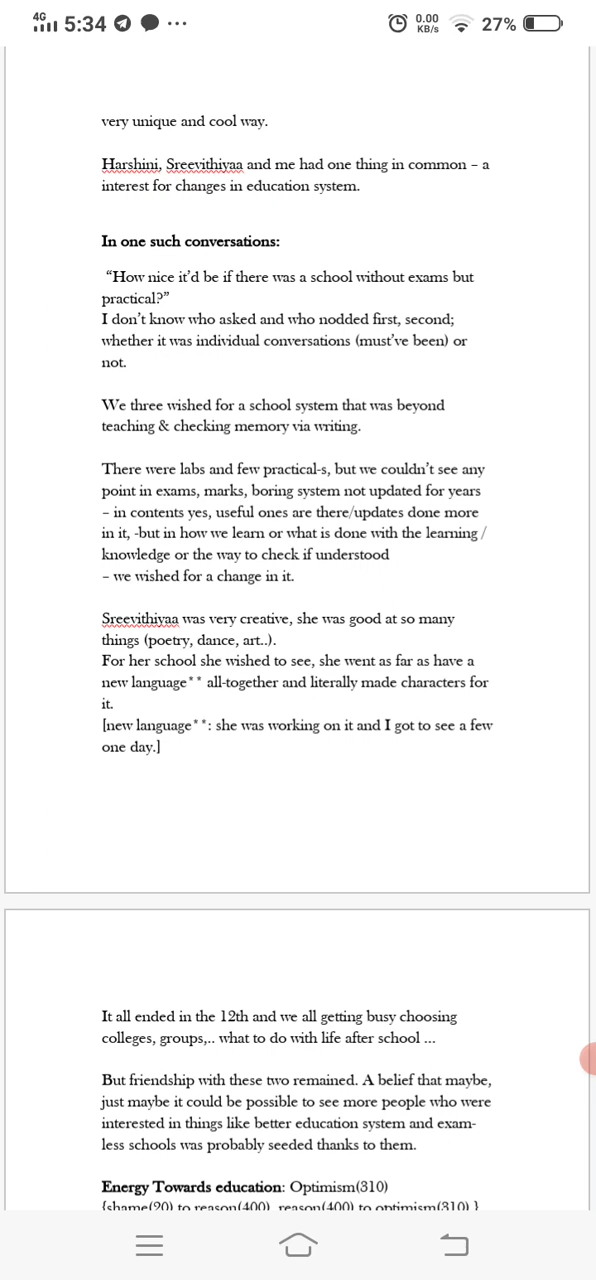 4G 5:34 ... 0.00 KB/s 27%
very unique and cool way.
Harshini, Sreevithiyaa and me had one thing in common – a
interest for changes in education system.
In one such conversations:
“How nice it’d be if there was a school without exams but
practical?”
I don’t know who asked and who nodded first, second;
whether it was individual conversations (must’ve been) or
not.
We three wished for a school system that was beyond
teaching & checking memory via writing.
There were labs and few practical-s, but we couldn’t see any
point in exams, marks, boring system not updated for years
– in contents yes, useful ones are there/updates done more
in it, -but in how we learn or what is done with the learning /
knowledge or the way to check if understood
– we wished for a change in it.
Sreevithiyaa was very creative, she was good at so many
things (poetry, dance, art..).
For her school she wished to see, she went as far as have a
new language** all-together and literally made characters for
it.
[new language**: she was working on it and I got to see a few
one day.]
It all ended in the 12th and we all getting busy choosing
colleges, groups,.. what to do with life after school ...
But friendship with these two remained. A belief that maybe,
just maybe it could be possible to see more people who were
interested in things like better education system and exam-
less schools was probably seeded thanks to them.
Energy Towards education: Optimism(310)
{shame(20) to reason(400), reason(400) to optimism(310) }